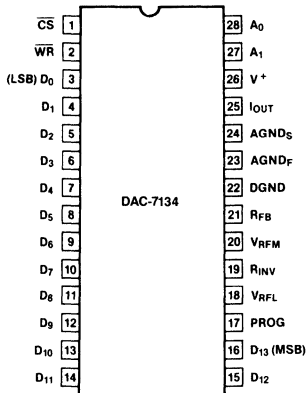 C̅S̅ 1 28 A0
W̅R̅ 2 27 A1
(LSB) D0 3 26 V+
D1 4 25 IOUT
D2 5 24 AGNDS
D3 6 23 AGNDF
D4 7 22 DGND
DAC-7134
D5 8 21 RFB
D6 9 20 VRFM
D7 10 19 RINV
D8 11 18 VRFL
D9 12 17 PROG
D10 13 16 D13 (MSB)
D11 14 15 D12